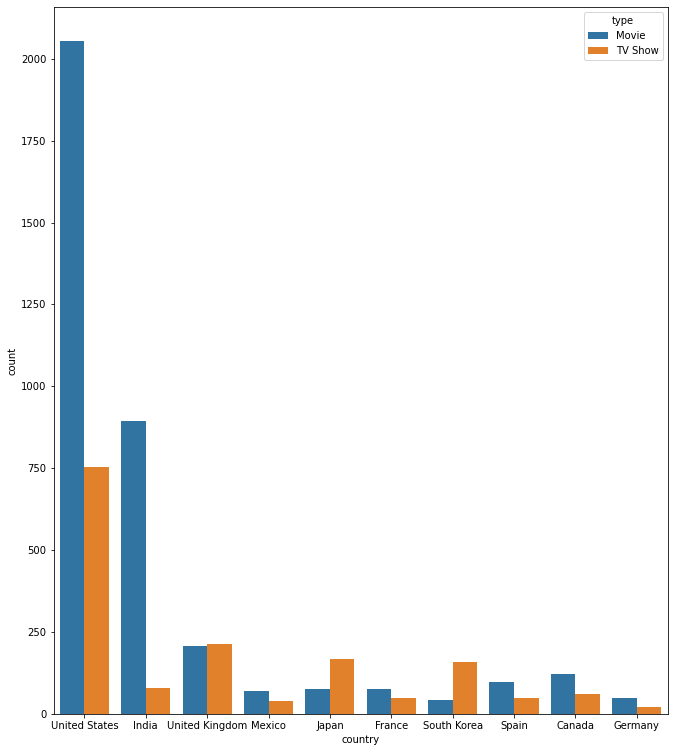 type
Movie
TV Show
2000
1750
1500
1250
1000
750
500
250
0
count
United States India United Kingdom Mexico Japan France South Korea Spain Canada Germany
country